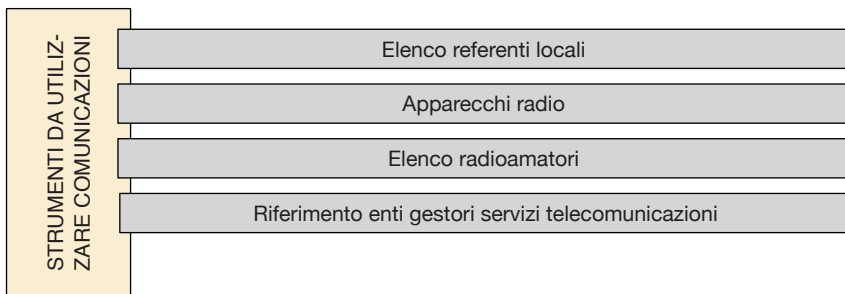 STRUMENTI DA UTILIZ-
ZARE COMUNICAZIONI
Elenco referenti locali
Apparecchi radio
Elenco radioamatori
Riferimento enti gestori servizi telecomunicazioni